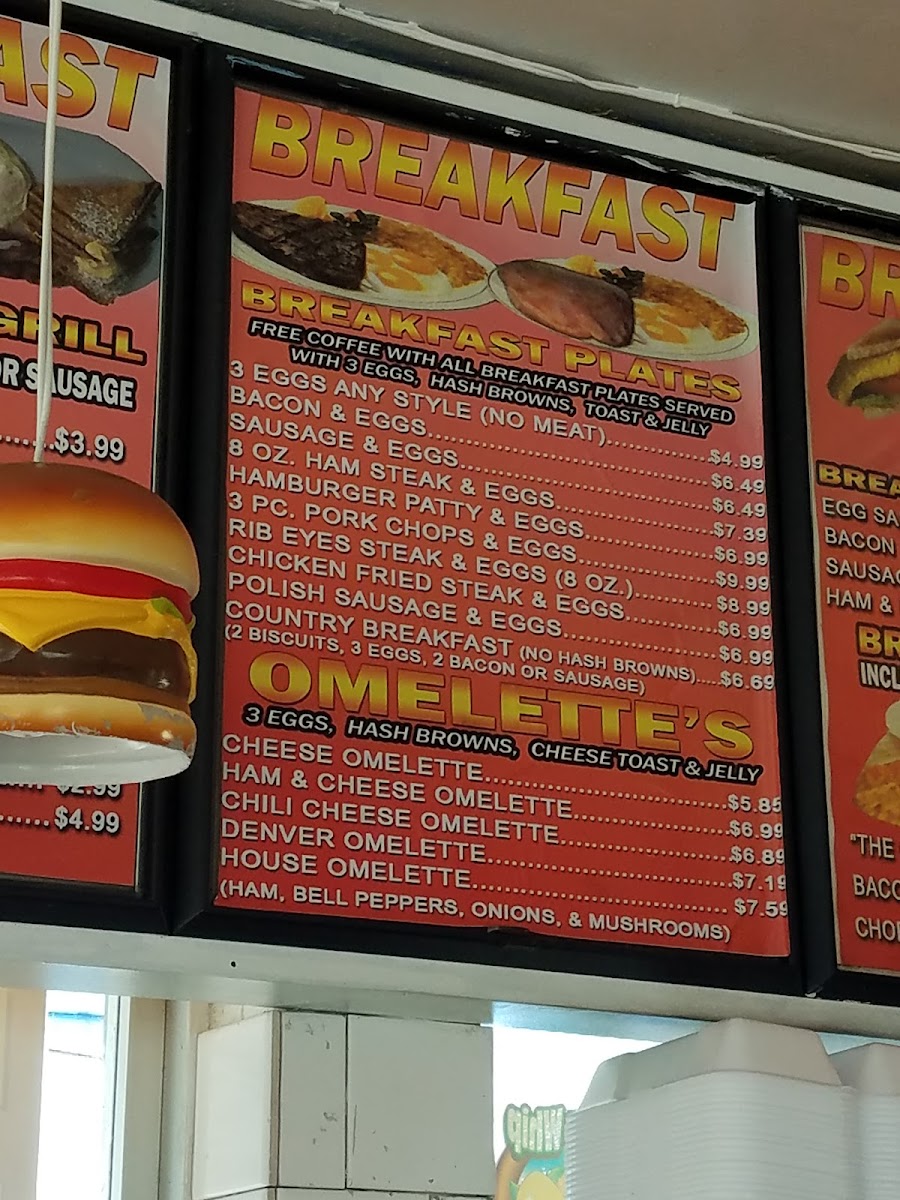 AST
GRILL
OR SAUSAGE
$3.99
$2.99
$4.99
BREAKFAST
BREAKFAST PLATES
FREE COFFEE WITH ALL BREAKFAST PLATES SERVED
WITH 3 EGGS, HASH BROWNS, TOAST & JELLY
3 EGGS ANY STYLE (NO MEAT)..........$4.99
BACON & EGGS..........$6.49
SAUSAGE & EGGS..........$6.49
8 OZ. HAM STEAK & EGGS..........$7.39
HAMBURGER PATTY & EGGS..........$6.99
3 PC. PORK CHOPS & EGGS..........$9.99
RIB EYES STEAK & EGGS (8 OZ.)..........$8.99
CHICKEN FRIED STEAK & EGGS..........$6.99
POLISH SAUSAGE & EGGS..........$6.99
COUNTRY BREAKFAST (NO HASH BROWNS).....$6.69
(2 BISCUITS, 3 EGGS, 2 BACON OR SAUSAGE)
OMELETTE'S
3 EGGS, HASH BROWNS, CHEESE TOAST & JELLY
CHEESE OMELETTE..........$5.85
HAM & CHEESE OMELETTE..........$6.99
CHILI CHEESE OMELETTE..........$6.89
DENVER OMELETTE..........$7.19
HOUSE OMELETTE..........$7.59
(HAM, BELL PEPPERS, ONIONS, & MUSHROOMS)
BR
BREA
EGG SA
BACON
SAUSAG
HAM &
BR
INCL
"THE
BACO
CHO
Whip